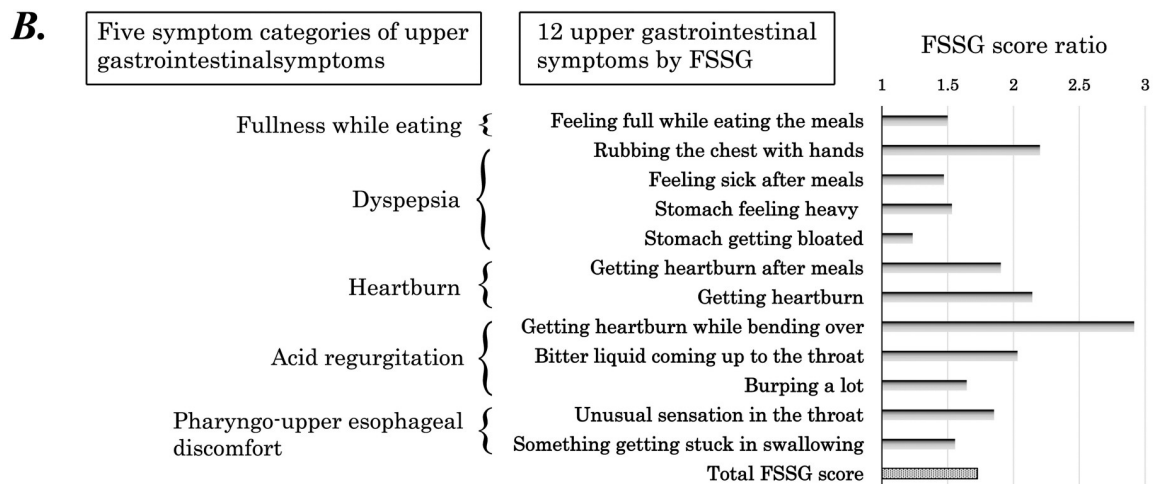 B.
Five symptom categories of upper
gastrointestinalsymptoms
12 upper gastrointestinal
symptoms by FSSG
FSSG score ratio
1 1.5 2 2.5 3
Fullness while eating {
Feeling full while eating the meals
Rubbing the chest with hands
Dyspepsia {
Feeling sick after meals
Stomach feeling heavy
Stomach getting bloated
Heartburn {
Getting heartburn after meals
Getting heartburn
Acid regurgitation {
Getting heartburn while bending over
Bitter liquid coming up to the throat
Burping a lot
Pharyngo-upper esophageal
discomfort {
Unusual sensation in the throat
Something getting stuck in swallowing
Total FSSG score